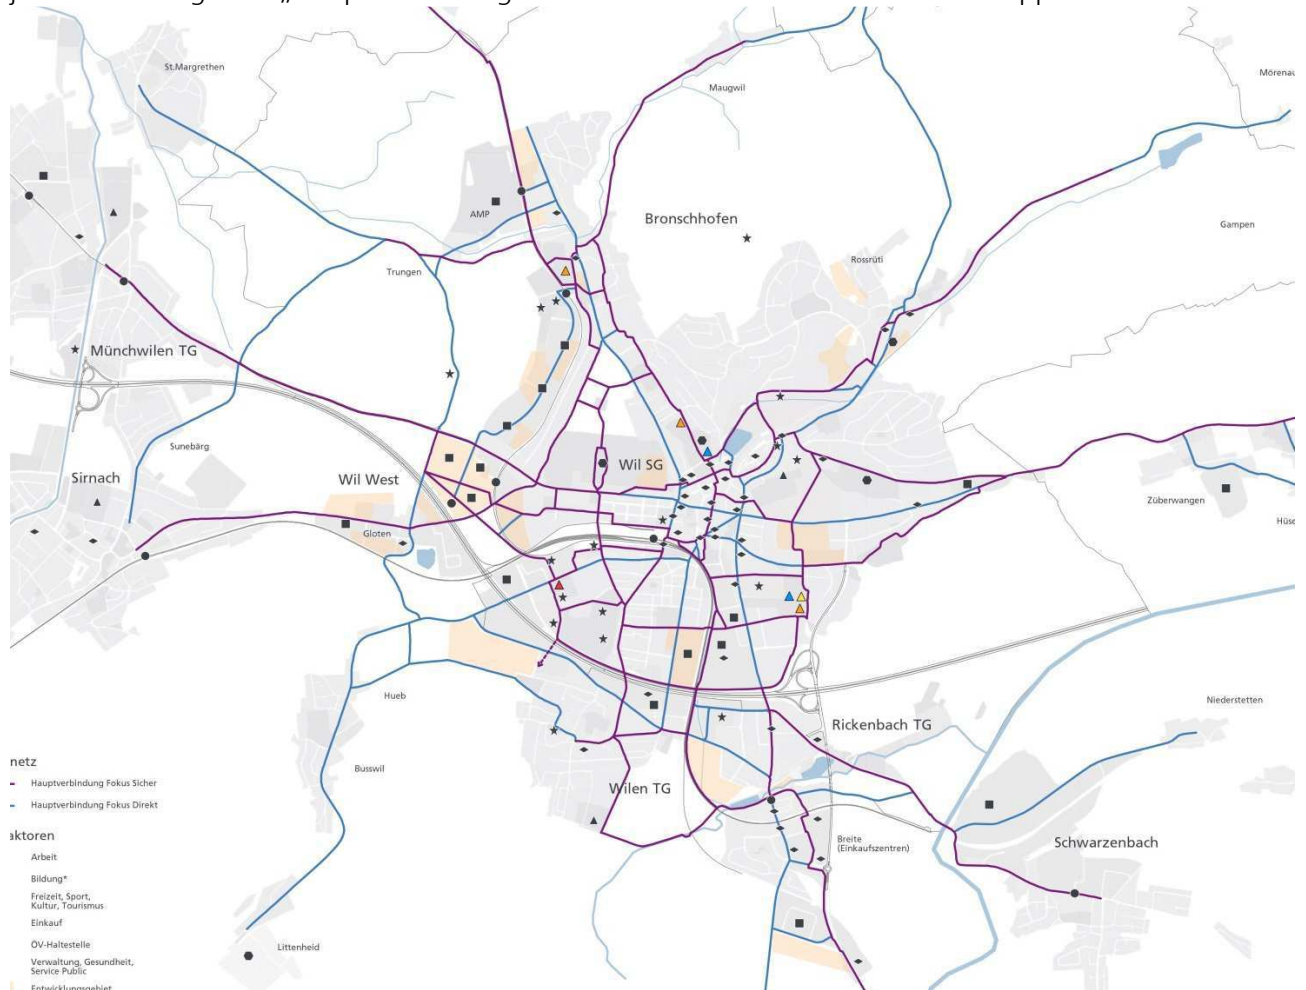 St.Margrethen
Maugwil
Mörenau
AMP
Bronschhofen
Gampen
Trungen
Rossrüti
Münchwilen TG
Sunebärg
Wil SG
Sirnach
Wil West
Züberwangen
Gloten
Hüse
Hueb
Niederstetten
Rickenbach TG
netz
Busswil
Hauptverbindung Fokus Sicher
Wilen TG
Hauptverbindung Fokus Direkt
aktoren
Breite
(Einkaufszentren)
Schwarzenbach
Arbeit
Bildung*
Freizeit, Sport,
Kultur, Tourismus
Einkauf
ÖV-Haltestelle
Littenheid
Verwaltung, Gesundheit,
Service Public
Entwicklungsgebiet